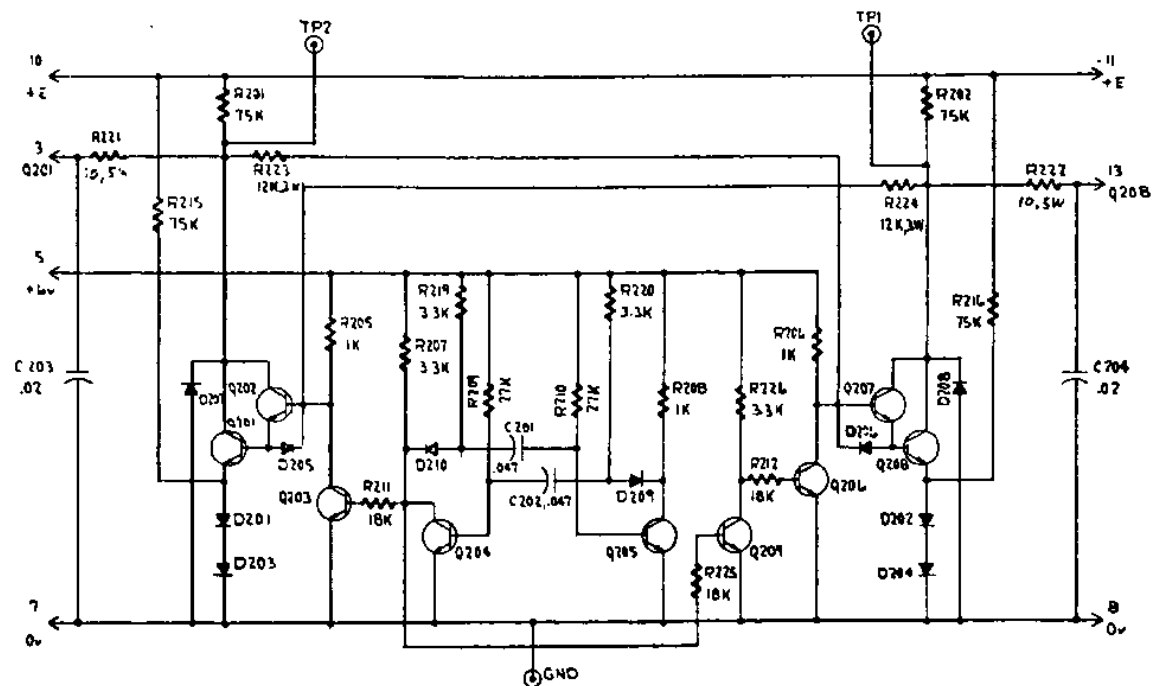 TP2
TP1
10
+E
11
+E
R201
75K
R202
75K
3
Q201
R221
10,5W
R223
12K,3W
R215
75K
R224
12K,3W
R222
10,5W
13
Q208
5
+6v
R219
3.3K
R220
3.3K
R205
1K
R207
3.3K
R209
27K
R210
27K
R208
1K
R226
3.3K
R206
1K
R216
75K
C203
.02
C204
.02
D207
Q202
Q201
D205
Q207
D208
D206
Q208
C201
.047
D210
C202,.047
D209
R212
18K
Q206
Q203
R211
18K
Q204
Q205
Q209
R225
18K
D201
D203
D202
D204
7
0v
8
0v
GND